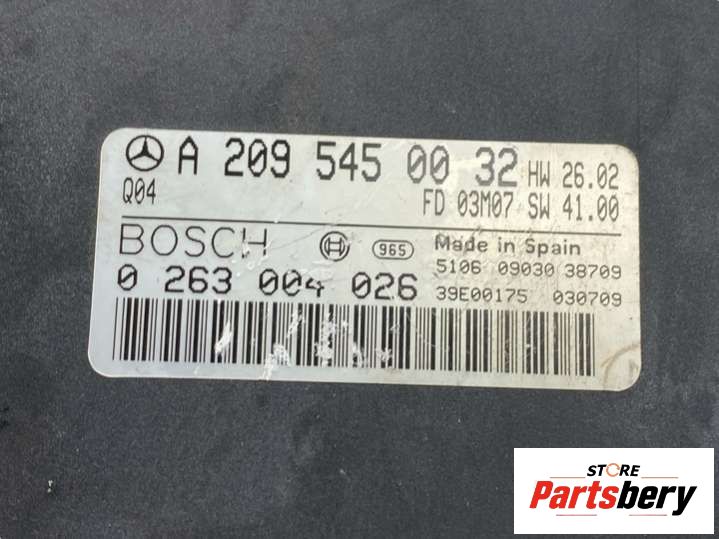 A 209 545 00 32 HW 26.02
Q04 FD 03M07 SW 41.00
BOSCH 965 Made in Spain
5106 09030 38709
0 263 004 026 39E00175 030709
STORE
Partsbery